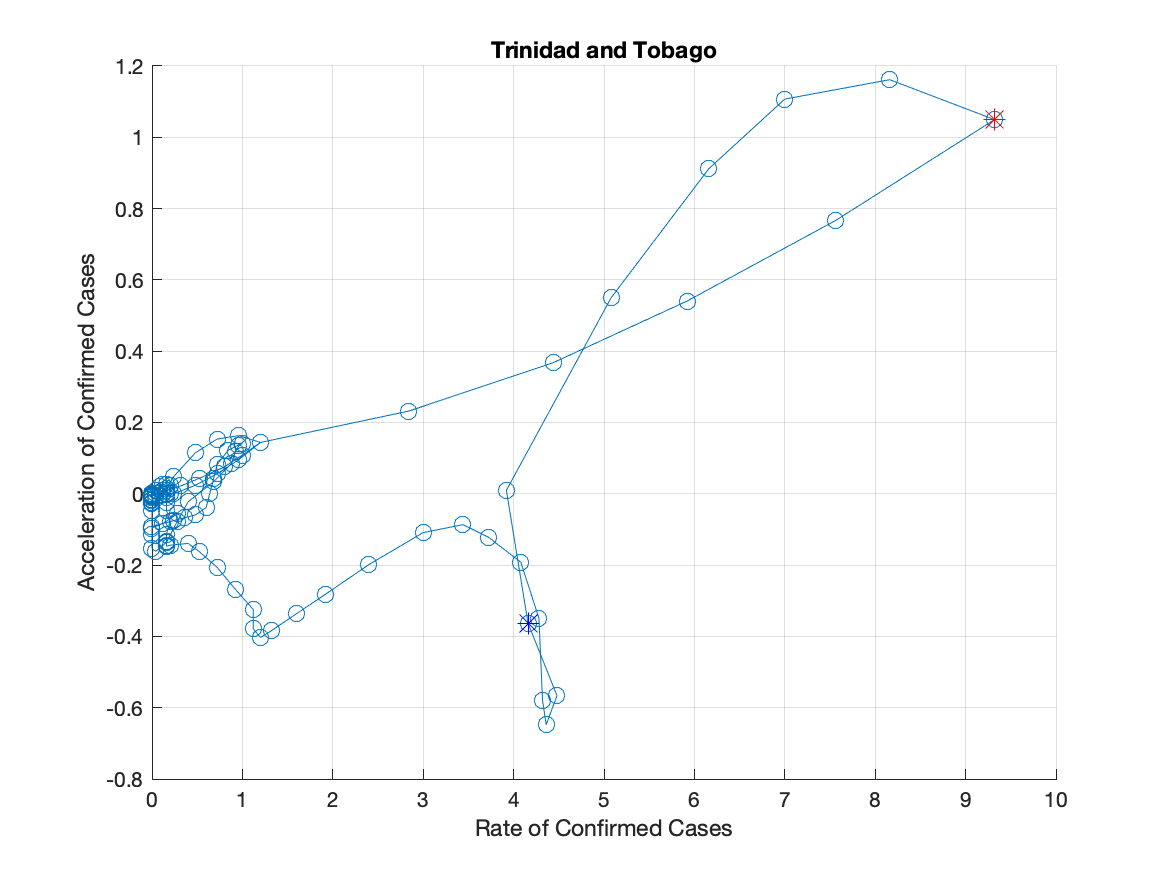 Trinidad and Tobago
1.2
1
0.8
0.6
0.4
0.2
0
-0.2
-0.4
-0.6
-0.8
Acceleration of Confirmed Cases
0 1 2 3 4 5 6 7 8 9 10
Rate of Confirmed Cases